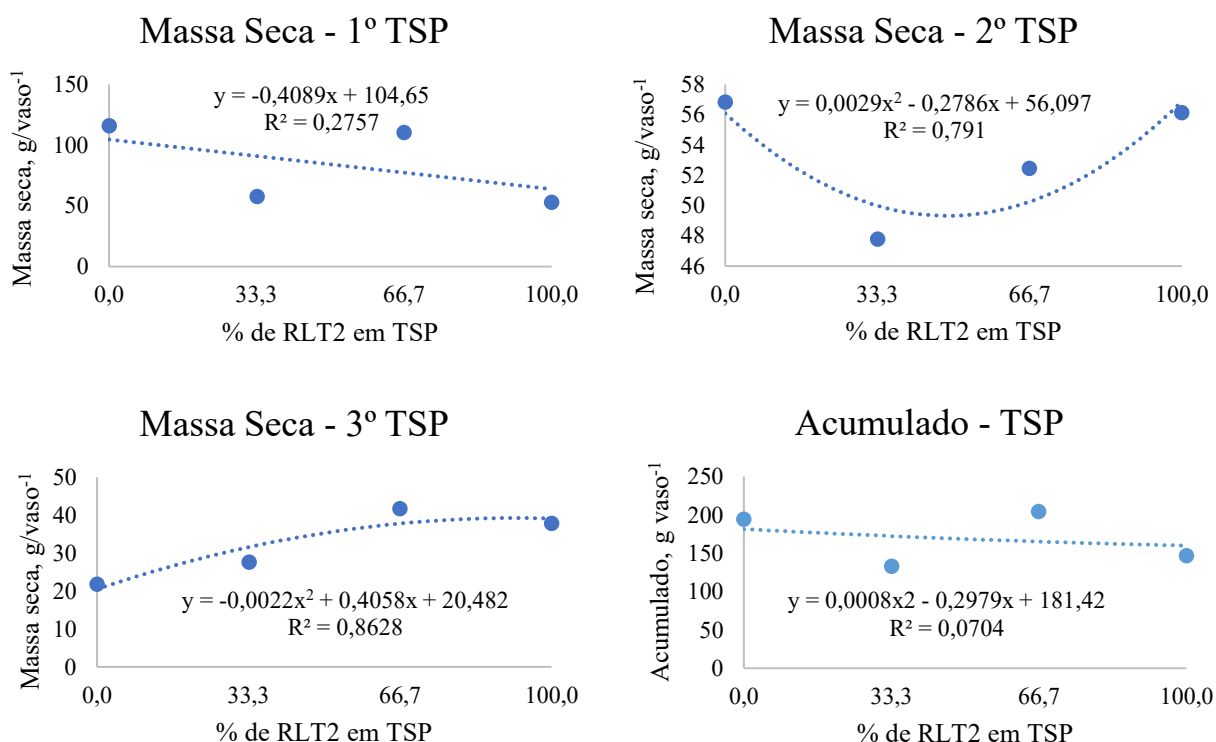 Massa Seca - 1º TSP
Massa seca, g/vaso⁻¹
150
100
50
0
y = -0,4089x + 104,65
R² = 0,2757
0,0 33,3 66,7 100,0
% de RLT2 em TSP
Massa Seca - 2º TSP
Massa seca, g/vaso⁻¹
58
56
54
52
50
48
46
y = 0,0029x² - 0,2786x + 56,097
R² = 0,791
0,0 33,3 66,7 100,0
% de RLT2 em TSP
Massa Seca - 3º TSP
Massa seca, g/vaso⁻¹
50
40
30
20
10
0
y = -0,0022x² + 0,4058x + 20,482
R² = 0,8628
0,0 33,3 66,7 100,0
% de RLT2 em TSP
Acumulado - TSP
Acumulado, g vaso⁻¹
250
200
150
100
50
0
y = 0,0008x2 - 0,2979x + 181,42
R² = 0,0704
0,0 33,3 66,7 100,0
% de RLT2 em TSP